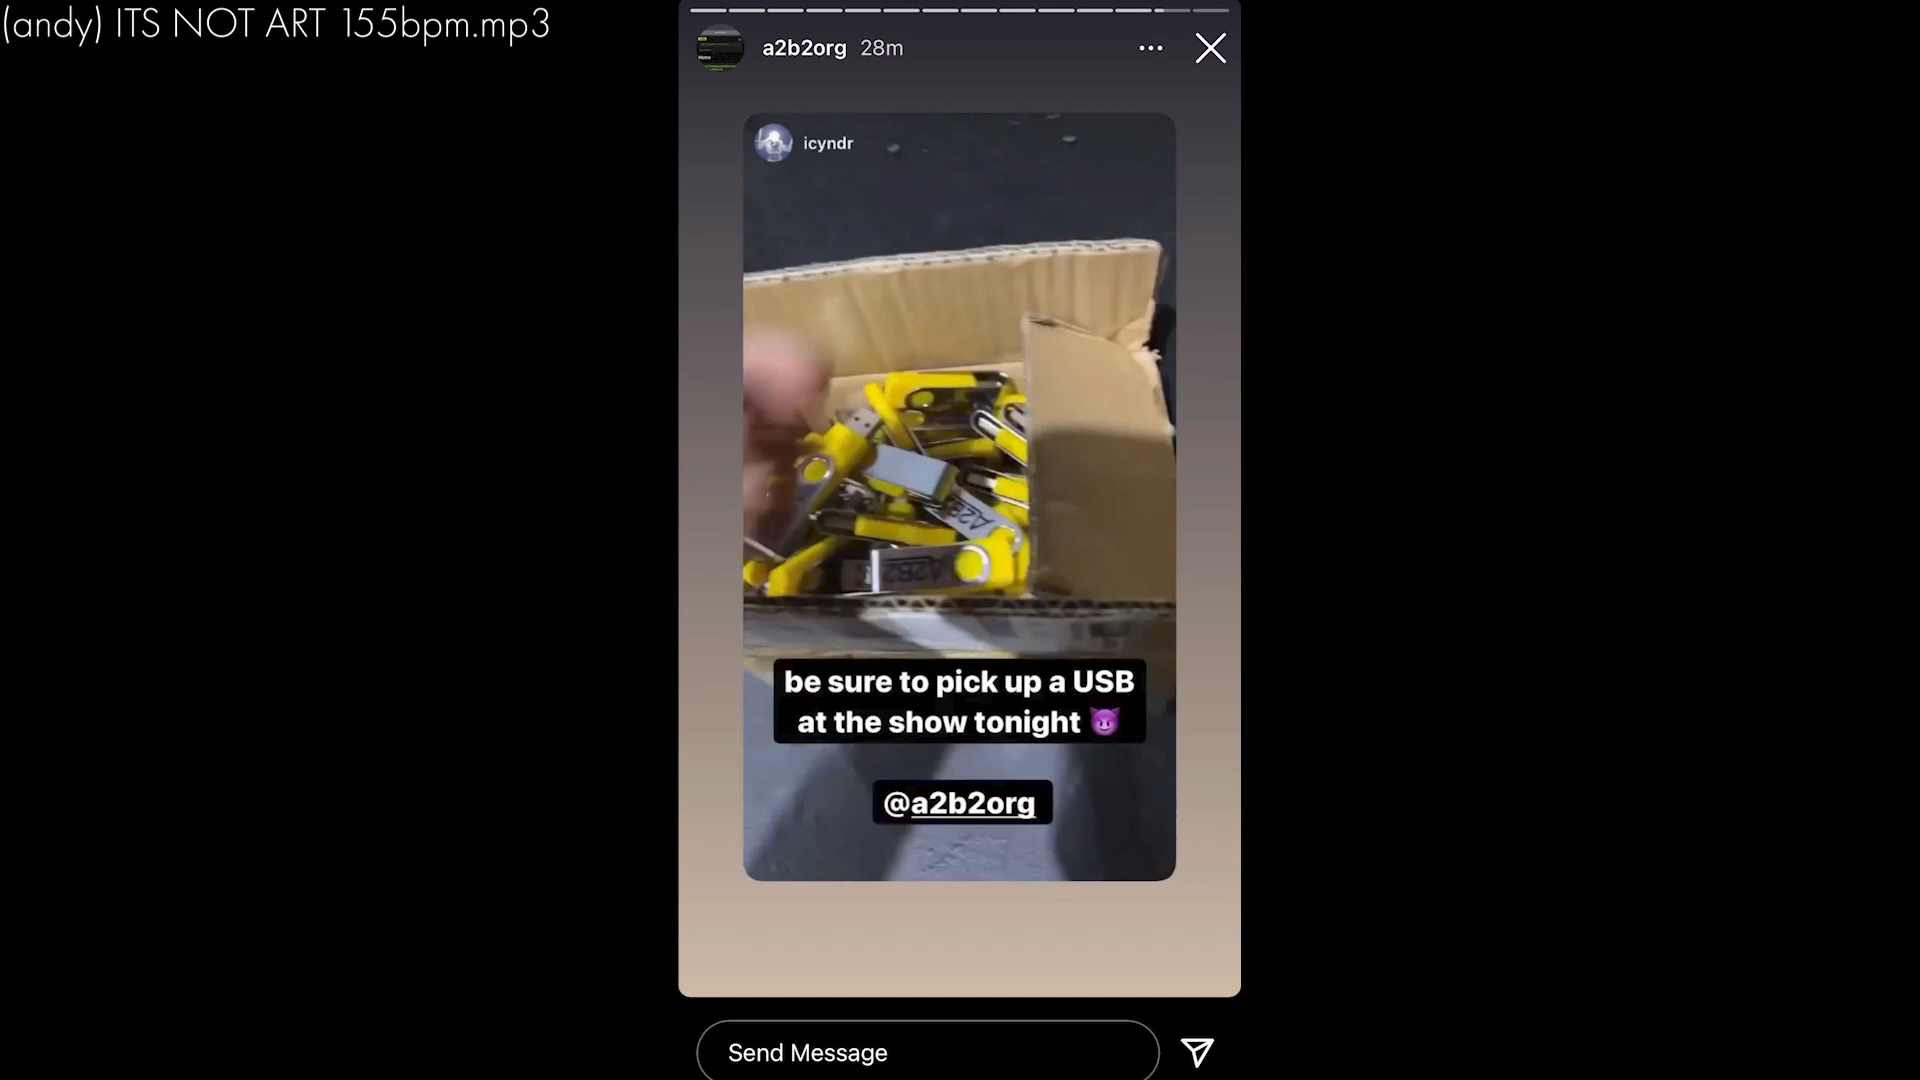 (andy) ITS NOT ART 155bpm.mp3
a2b2org 28m
icyndr
A2B2
be sure to pick up a USB
at the show tonight 😈
@a2b2org
Send Message